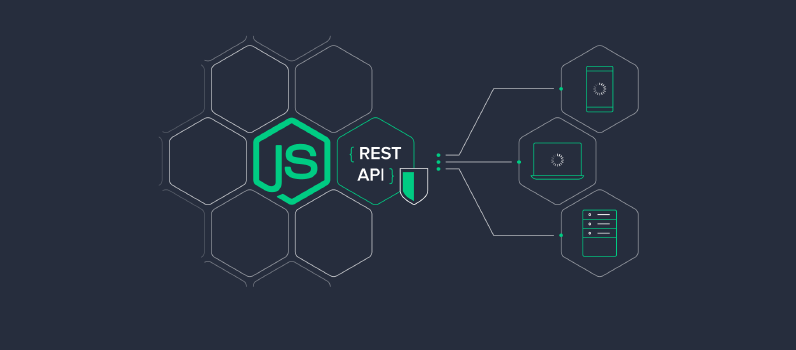 JS
{ REST
API }